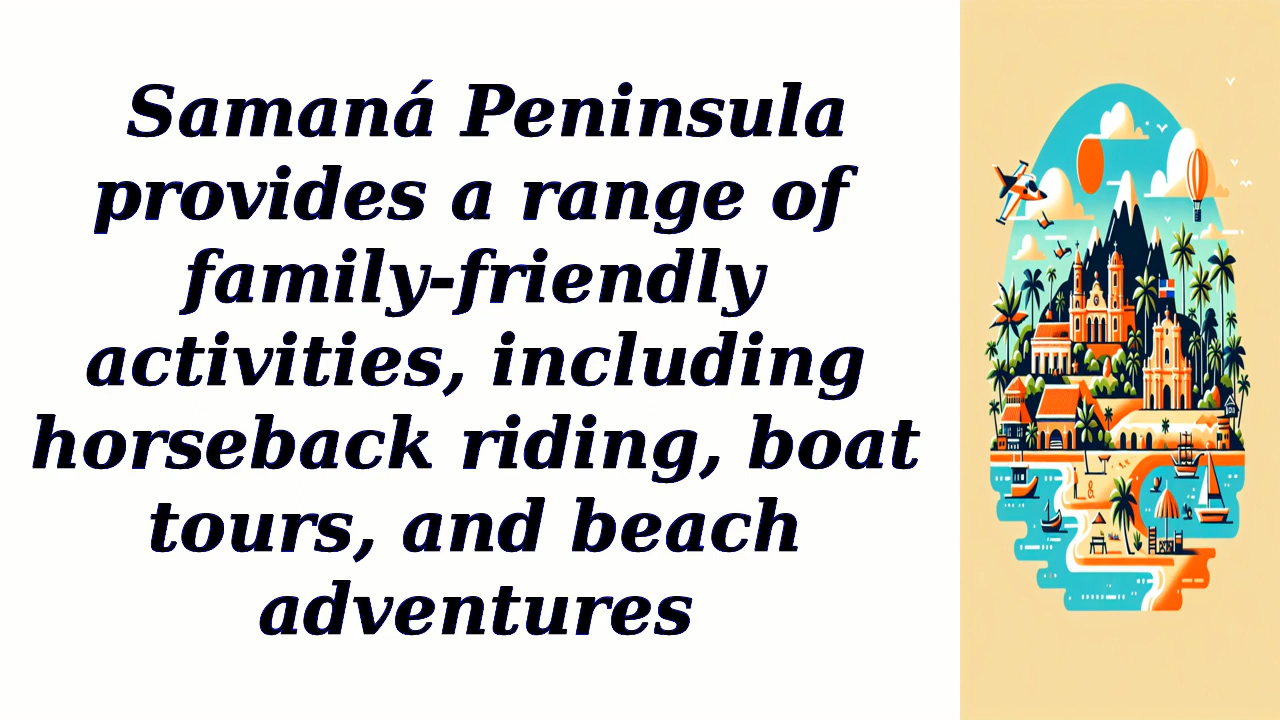 Samaná Peninsula
provides a range of
family-friendly
activities, including
horseback riding, boat
tours, and beach
adventures